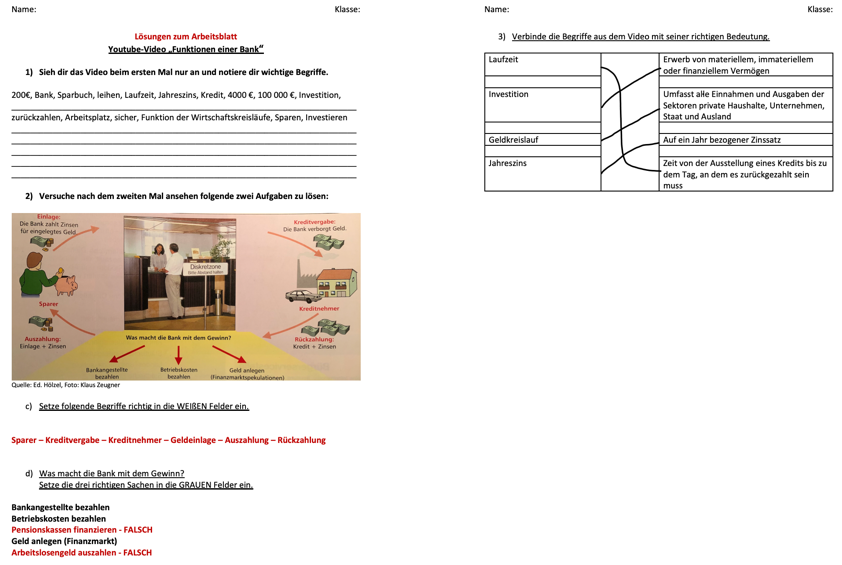 Name:
Klasse:
Lösungen zum Arbeitsblatt
Youtube-Video „Funktionen einer Bank“
1) Sieh dir das Video beim ersten Mal nur an und notiere dir wichtige Begriffe.
200€, Bank, Sparbuch, leihen, Laufzeit, Jahreszins, Kredit, 4000 €, 100 000 €, Investition,
zurückzahlen, Arbeitsplatz, sicher, Funktion der Wirtschaftskreisläufe, Sparen, Investieren
2) Versuche nach dem zweiten Mal ansehen folgende zwei Aufgaben zu lösen:
Einlage:
Die Bank zahlt Zinsen
für eingelegtes Geld.
Kreditvergabe:
Die Bank verborgt Geld.
Diskretzone
Bitte Abstand halten
Sparer
Kreditnehmer
Auszahlung:
Einlage + Zinsen
Was macht die Bank mit dem Gewinn?
Rückzahlung:
Kredit + Zinsen
Bankangestellte
bezahlen
Betriebskosten
bezahlen
Geld anlegen
(Finanzmarktspekulationen)
Quelle: Ed. Hölzel, Foto: Klaus Zeugner
c) Setze folgende Begriffe richtig in die WEIßEN Felder ein.
Sparer – Kreditvergabe – Kreditnehmer – Geldeinlage – Auszahlung – Rückzahlung
d) Was macht die Bank mit dem Gewinn?
Setze die drei richtigen Sachen in die GRAUEN Felder ein.
Bankangestellte bezahlen
Betriebskosten bezahlen
Pensionskassen finanzieren - FALSCH
Geld anlegen (Finanzmarkt)
Arbeitslosengeld auszahlen - FALSCH
Name:
Klasse:
3) Verbinde die Begriffe aus dem Video mit seiner richtigen Bedeutung.
Laufzeit
Erwerb von materiellem, immateriellem
oder finanziellem Vermögen
Investition
Umfasst alle Einnahmen und Ausgaben der
Sektoren private Haushalte, Unternehmen,
Staat und Ausland
Geldkreislauf
Auf ein Jahr bezogener Zinssatz
Jahreszins
Zeit von der Ausstellung eines Kredits bis zu
dem Tag, an dem es zurückgezahlt sein
muss